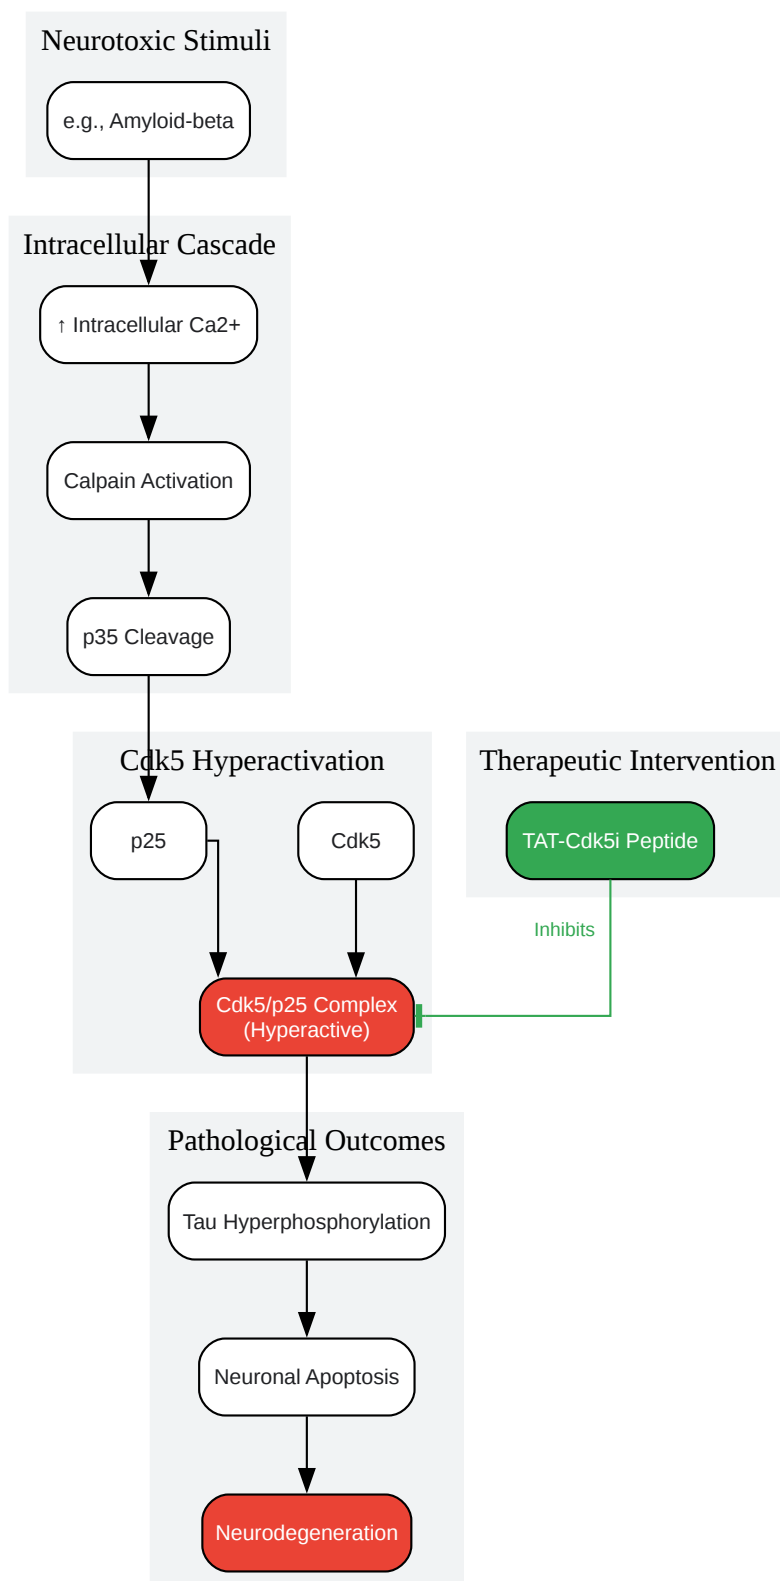 Neurotoxic Stimuli
e.g., Amyloid-beta
Intracellular Cascade
↑ Intracellular Ca2+
Calpain Activation
p35 Cleavage
Cdk5 Hyperactivation
p25
Cdk5
Therapeutic Intervention
TAT-Cdk5i Peptide
Inhibits
Cdk5/p25 Complex
(Hyperactive)
Pathological Outcomes
Tau Hyperphosphorylation
Neuronal Apoptosis
Neurodegeneration